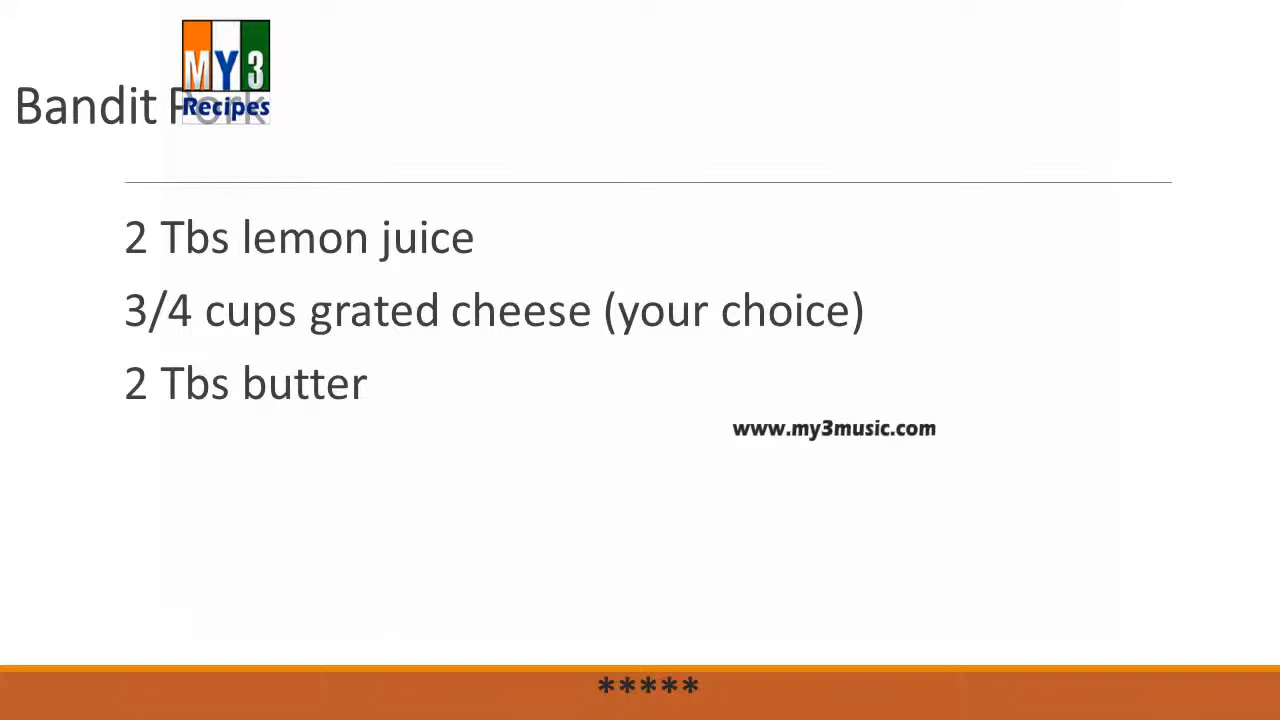 MY3
Recipes
Bandit Pork
2 Tbs lemon juice
3/4 cups grated cheese (your choice)
2 Tbs butter
www.my3music.com
*****